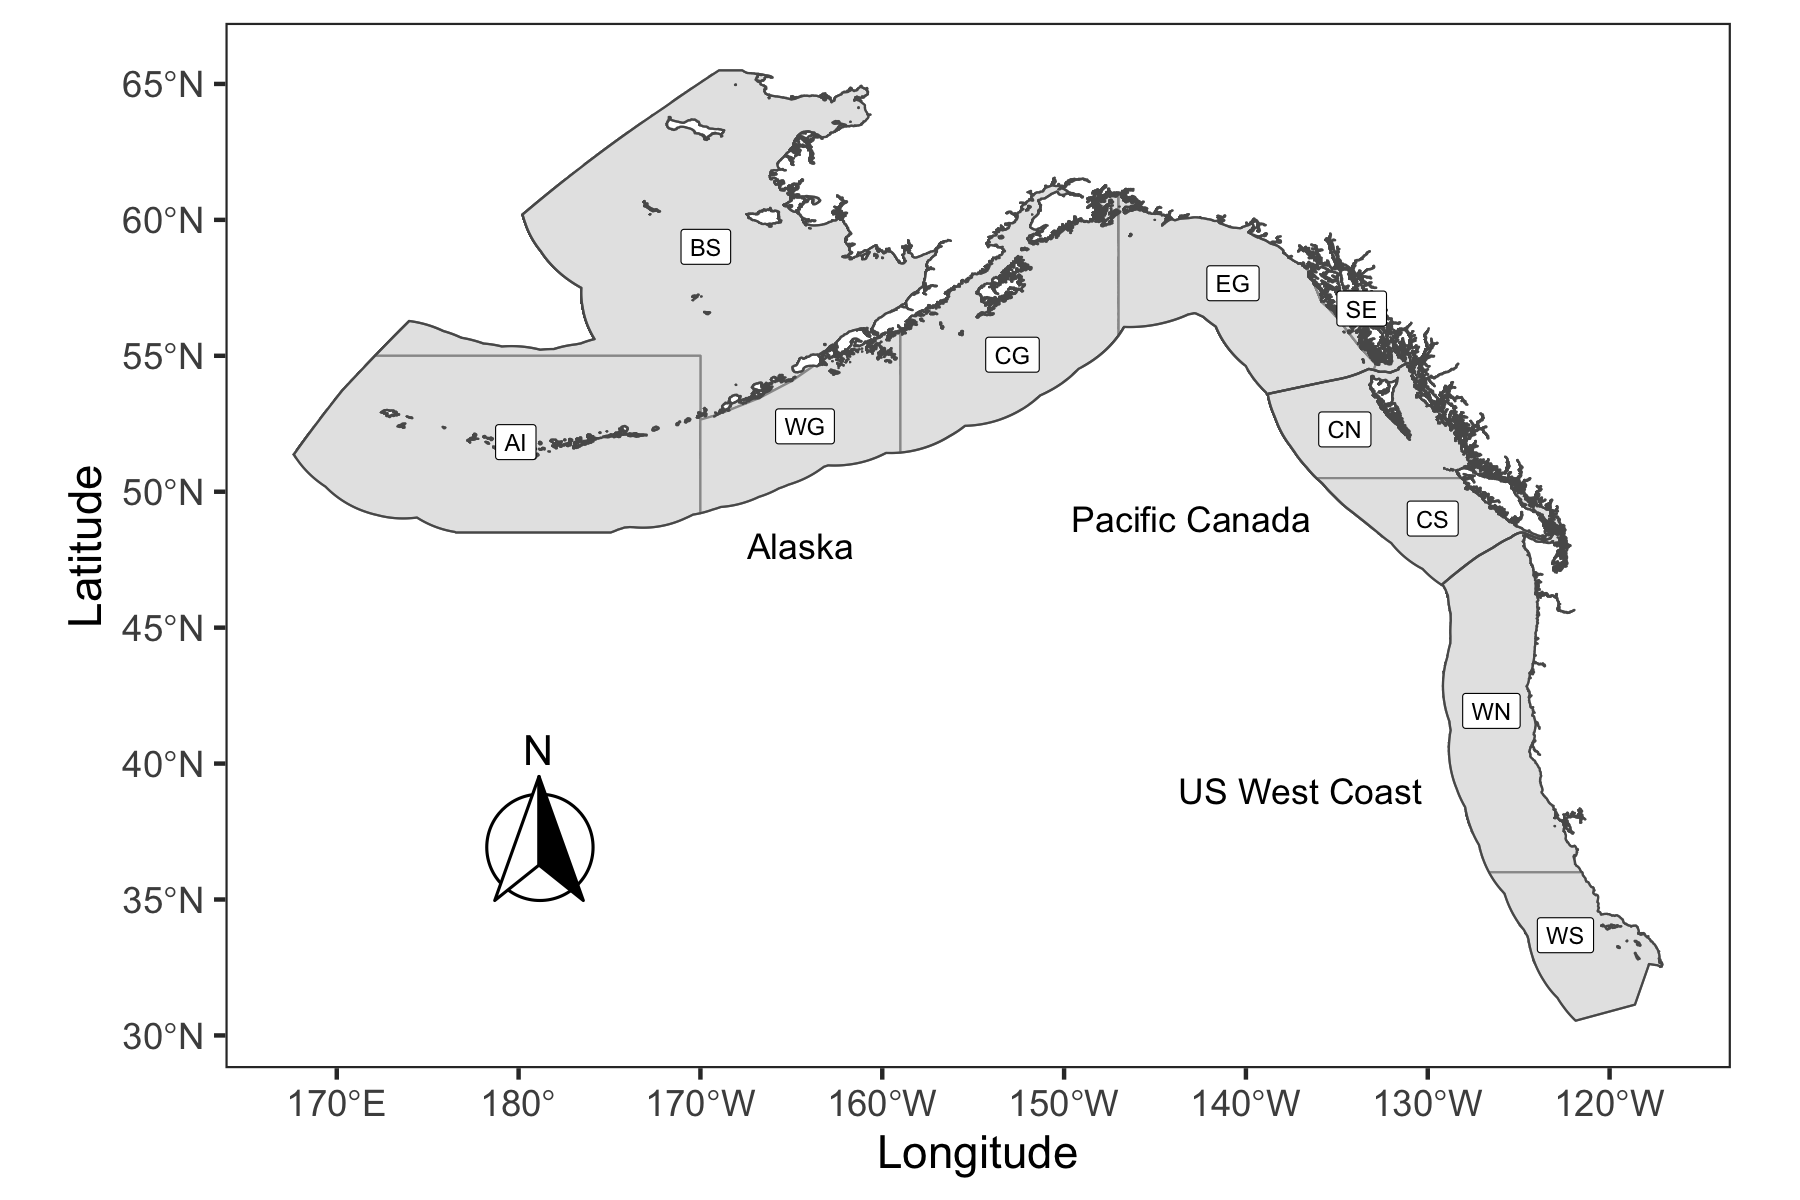 65°N
60°N
55°N
50°N
45°N
40°N
35°N
30°N
Latitude
BS
EG
SE
CG
WG
CN
AI
CS
Pacific Canada
Alaska
WN
N
US West Coast
WS
170°E 180° 170°W 160°W 150°W 140°W 130°W 120°W
Longitude